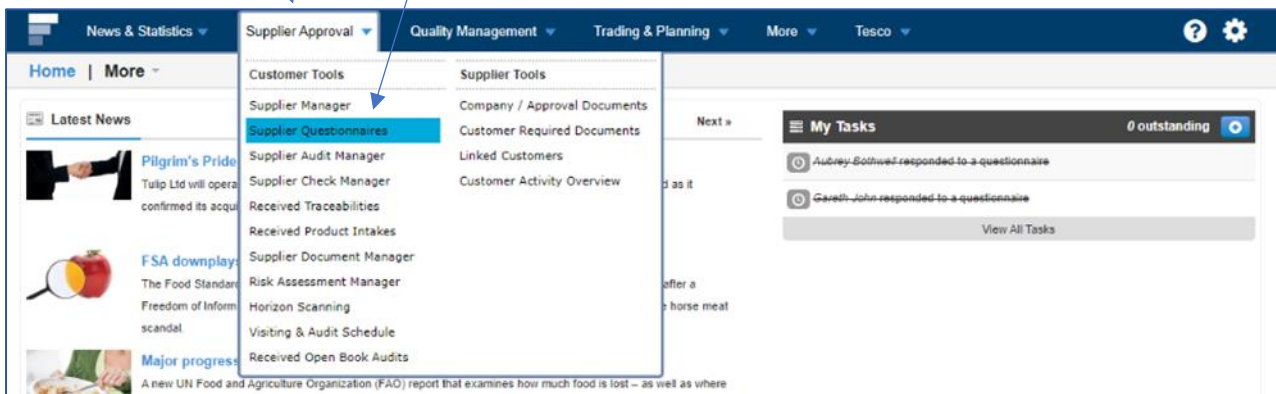 News & Statistics
Supplier Approval
Quality Management
Trading & Planning
More
Tesco
Home | More
Customer Tools
Supplier Manager
Supplier Questionnaires
Supplier Audit Manager
Supplier Check Manager
Received Traceabilities
Received Product Intakes
Supplier Document Manager
Risk Assessment Manager
Horizon Scanning
Visiting & Audit Schedule
Received Open Book Audits
Supplier Tools
Company / Approval Documents
Customer Required Documents
Linked Customers
Customer Activity Overview
Latest News
Next »
Pilgrim's Pride
Tulip Ltd will opera
d as it
confirmed its acqui
FSA downplay
The Food Standard
after a
Freedom of Inform
horse meat
scandal.
Major progress
A new UN Food and Agriculture Organization (FAO) report that examines how much food is lost – as well as where
My Tasks
0 outstanding
Aubrey Bothwell responded to a questionnaire
Gareth John responded to a questionnaire
View All Tasks